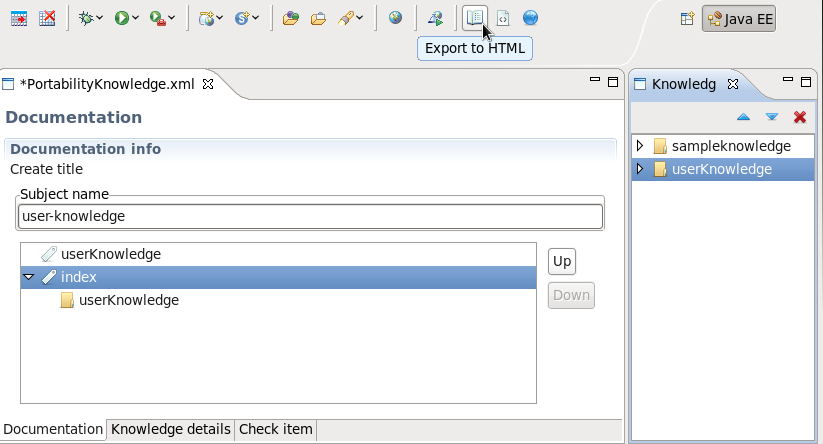 Java EE
Export to HTML
*PortabilityKnowledge.xml
Knowledg
Documentation
Documentation info
Create title
Subject name
user-knowledge
userKnowledge
index
userKnowledge
Up
Down
sampleknowledge
userKnowledge
Documentation
Knowledge details
Check item